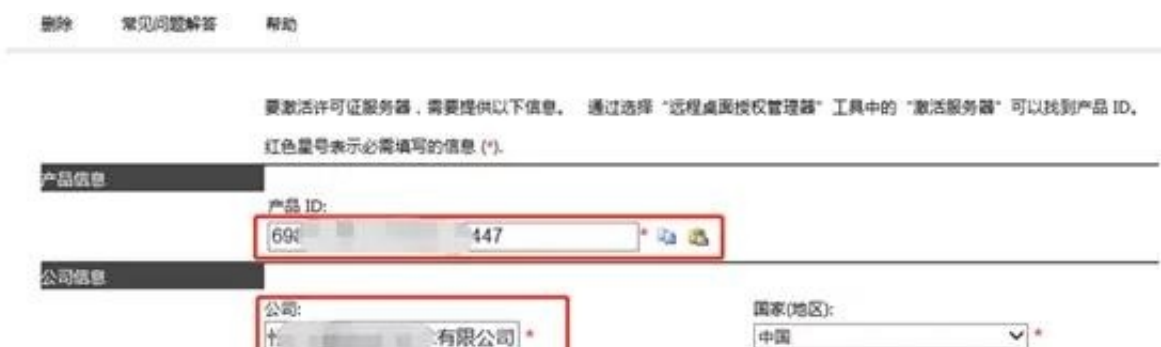 删除 常见问题解答 帮助
要激活许可证服务器，需要提供以下信息。 通过选择“远程桌面授权管理器”工具中的“激活服务器”可以找到产品 ID。
红色星号表示必需填写的信息 (*).
产品信息
产品 ID:
698 447 *
公司信息
公司: 国家(地区):
有限公司 * 中国 *